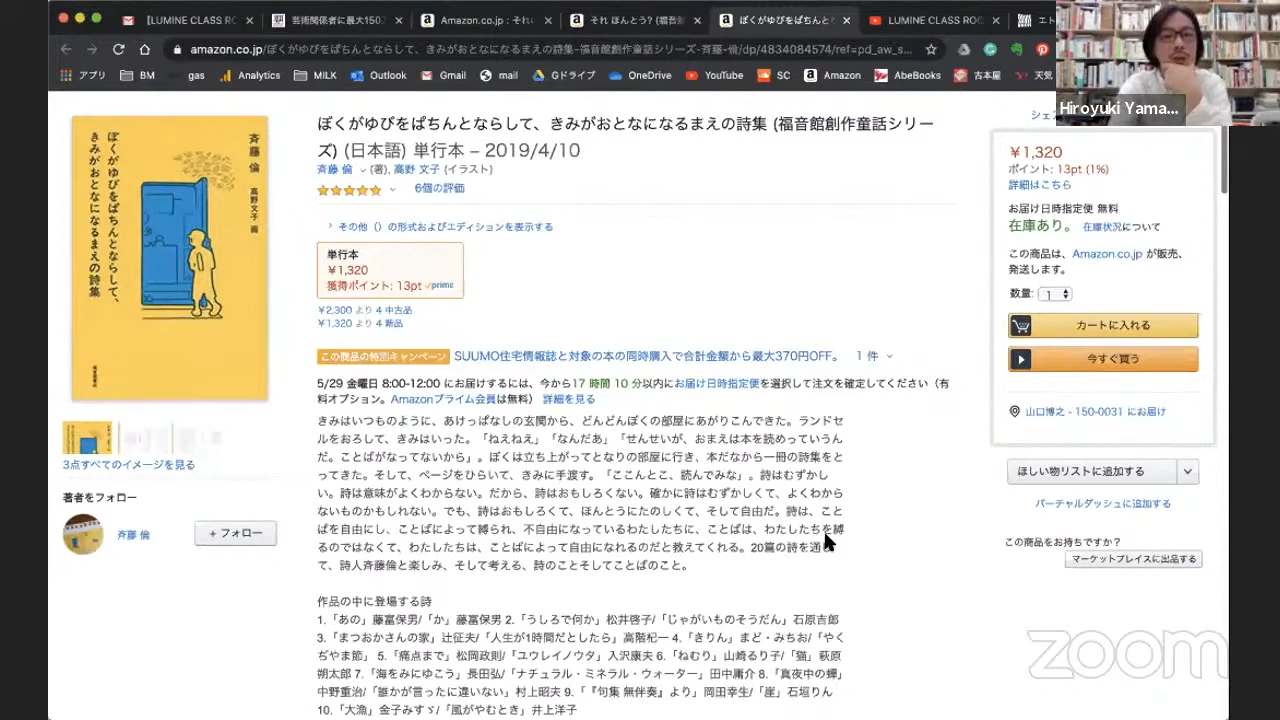 [LUMINE CLASS RO
芸術関係者に最大150
Amazon.co.jp : それ
それ ほんとう? (福音
ぼくがゆびをぱちんと
LUMINE CLASS ROO
エト
amazon.co.jp/ぼくがゆびをぱちんとならして、きみがおとなになるまえの詩集-福音館創作童話シリーズ-斉藤-倫/dp/4834084574/ref=pd_aw_s...
アプリ
BM
gas
Analytics
MILK
Outlook
Gmail
mail
Gドライブ
OneDrive
YouTube
SC
Amazon
AbeBooks
古本屋
天気
Hiroyuki Yama...
斉藤 倫
高野文子 画
ぼくがゆびをぱちんとならして、
きみがおとなになるまえの詩集
福音館書店
3点すべてのイメージを見る
著者をフォロー
斉藤 倫
+ フォロー
ぼくがゆびをぱちんとならして、きみがおとなになるまえの詩集 (福音館創作童話シリー
ズ) (日本語) 単行本 – 2019/4/10
斉藤 倫 (著), 高野 文子 (イラスト)
6個の評価
その他 () の形式およびエディションを表示する
単行本
￥1,320
獲得ポイント: 13pt prime
￥2,300 より 4 中古品
￥1,320 より 4 新品
この商品の特別キャンペーン SUUMO住宅情報誌と対象の本の同時購入で合計金額から最大370円OFF。 1 件
5/29 金曜日 8:00-12:00 にお届けするには、今から17 時間 10 分以内にお届け日時指定便を選択して注文を確定してください（有
料オプション。Amazonプライム会員は無料） 詳細を見る
きみはいつものように、あけっぱなしの玄関から、どんどんぼくの部屋にあがりこんできた。ランドセ
ルをおろして、きみはいった。「ねえねえ」「なんだあ」「せんせいが、おまえは本を読めっていうん
だ。ことばがなってないから」。ぼくは立ち上がってとなりの部屋に行き、本だなから一冊の詩集をと
ってきた。そして、ページをひらいて、きみに手渡す。「ここんとこ、読んでみな」。詩はむずかし
い。詩は意味がよくわからない。だから、詩はおもしろくない。確かに詩はむずかしくて、よくわから
ないものかもしれない。でも、詩はおもしろくて、ほんとうにたのしくて、そして自由だ。詩は、こと
ばを自由にし、ことばによって縛られ、不自由になっているわたしたちに、ことばは、わたしたちを縛
るのではなくて、わたしたちは、ことばによって自由になれるのだと教えてくれる。20篇の詩を通
て、詩人斉藤倫と楽しみ、そして考える、詩のことそしてことばのこと。
作品の中に登場する詩
1.「あの」藤富保男/「か」藤富保男 2.「うしろで何か」松井啓子/「じゃがいものそうだん」石原吉郎
3.「まつおかさんの家」辻征夫/「人生が1時間だとしたら」高階杞一 4.「きりん」まど・みちお/「やく
ぢやま節」 5.「痛点まで」松岡政則/「ユウレイノウタ」入沢康夫 6.「ねむり」山崎るり子/「猫」萩原
朔太郎 7.「海をみにゆこう」長田弘/「ナチュラル・ミネラル・ウォーター」田中庸介 8.「真夜中の蟬」
中野重治/「誰かが言ったに違いない」村上昭夫 9.「『句集 無伴奏』より」岡田幸生/「崖」石垣りん
10.「大漁」金子みすゞ/「風がやむとき」井上洋子
シェ
￥1,320
ポイント: 13pt (1%)
詳細はこちら
お届け日時指定便 無料
在庫あり。 在庫状況について
この商品は、Amazon.co.jp が販売、
発送します。
数量: 1
カートに入れる
今すぐ買う
山口博之 - 150-0031 にお届け
ほしい物リストに追加する
バーチャルダッシュに追加する
この商品をお持ちですか？
マーケットプレイスに出品する
zoom